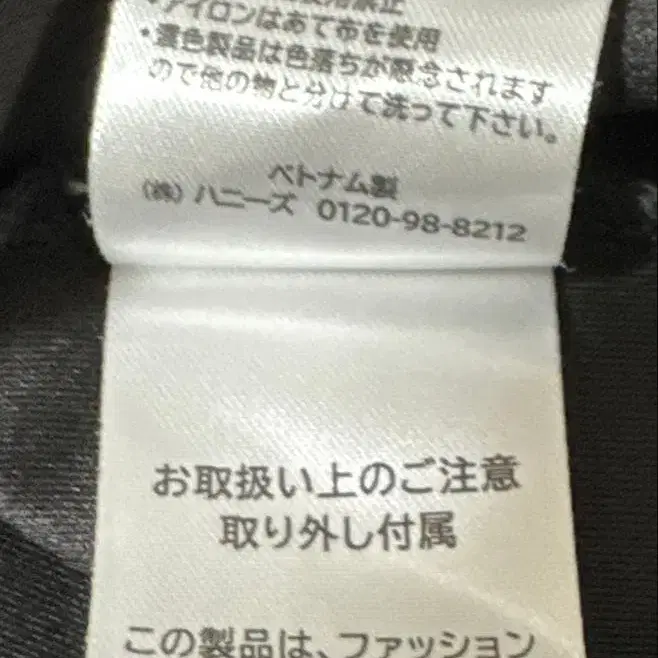 使用禁止
・アイロンはあて布を使用
・濃色製品は色落ちが懸念されます
ので他の物と分けて洗って下さい。
ベトナム製
(株) ハニーズ 0120-98-8212
お取扱い上のご注意
取り外し付属
この製品は、ファッション